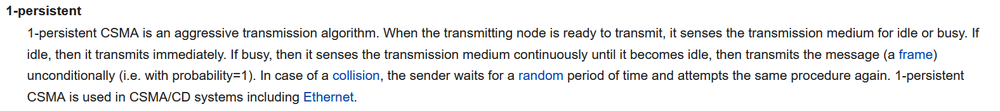 1-persistent
1-persistent CSMA is an aggressive transmission algorithm. When the transmitting node is ready to transmit, it senses the transmission medium for idle or busy. If
idle, then it transmits immediately. If busy, then it senses the transmission medium continuously until it becomes idle, then transmits the message (a frame)
unconditionally (i.e. with probability=1). In case of a collision, the sender waits for a random period of time and attempts the same procedure again. 1-persistent
CSMA is used in CSMA/CD systems including Ethernet.